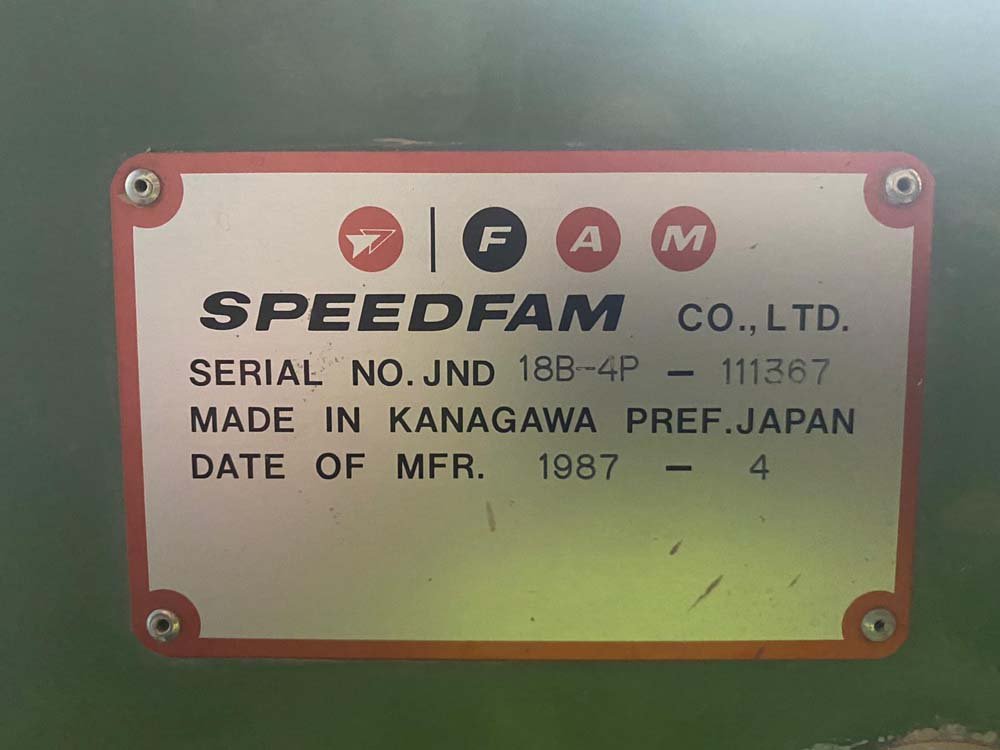 F A M
SPEEDFAM CO., LTD.
SERIAL NO. JND 18B-4P - 111367
MADE IN KANAGAWA PREF. JAPAN
DATE OF MFR. 1987 - 4